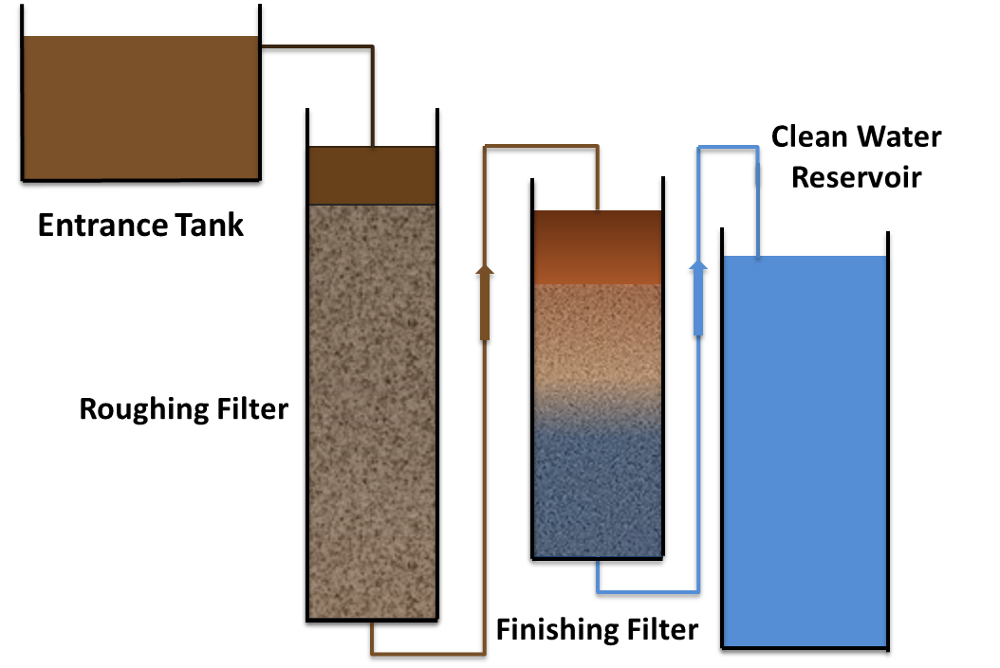 Entrance Tank
Roughing Filter
Finishing Filter
Clean Water
Reservoir